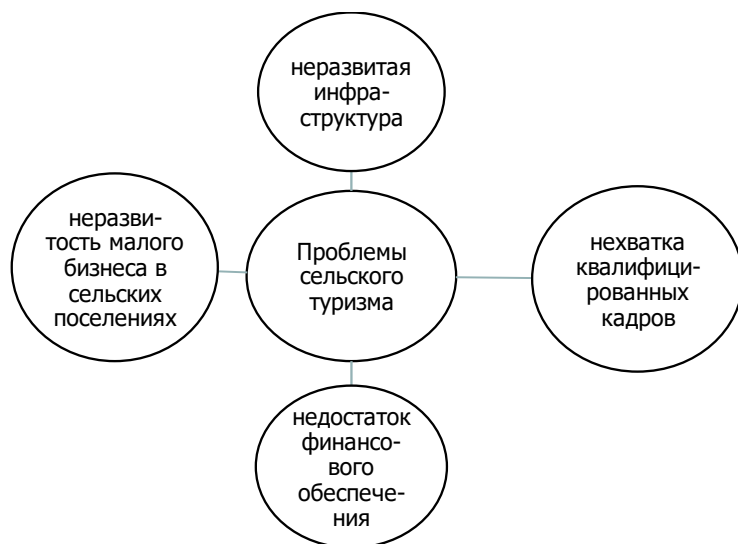 неразвитая
инфра-
структура
неразви-
тость малого
бизнеса в
сельских
поселениях
Проблемы
сельского
туризма
нехватка
квалифици-
рованных
кадров
недостаток
финансо-
вого
обеспече-
ния